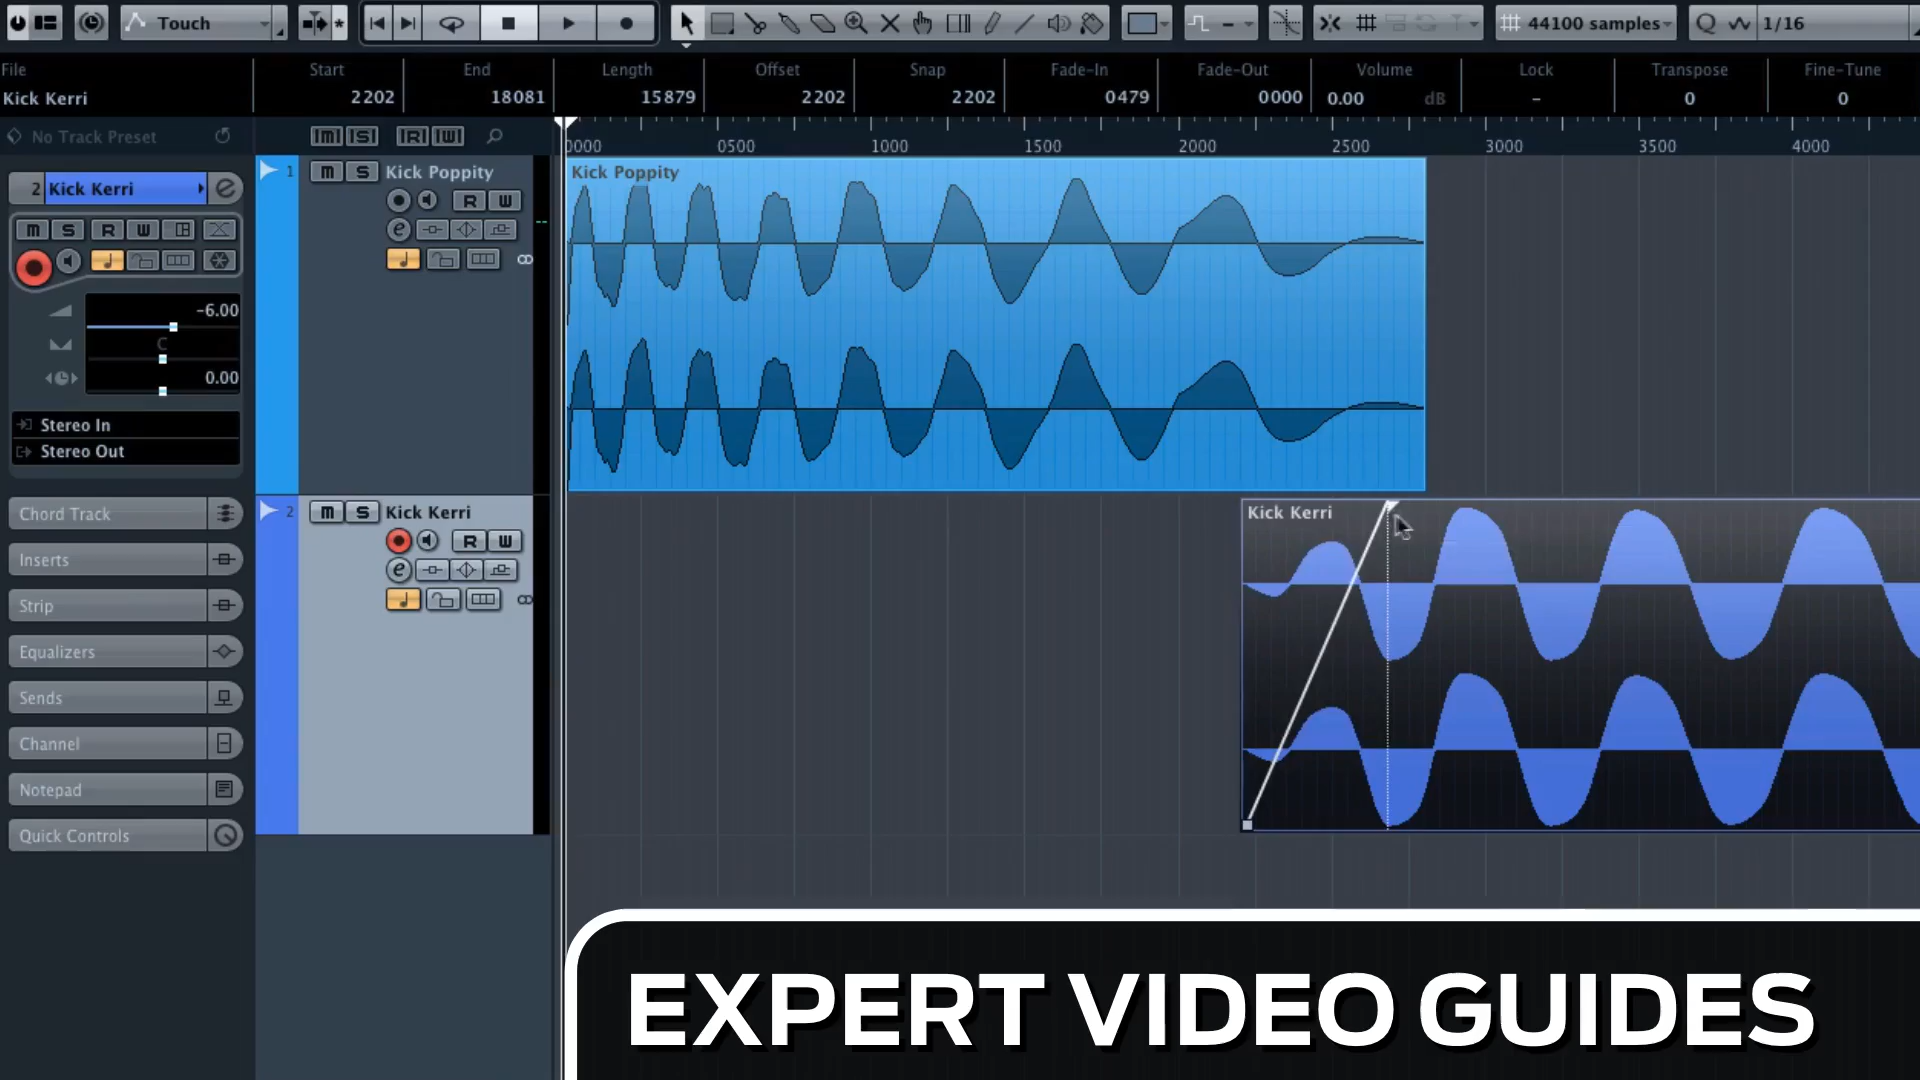 Touch
44100 samples
1/16
File Start End Length Offset Snap Fade-In Fade-Out Volume Lock Transpose Fine-Tune
Kick Kerri 2202 18081 15879 2202 2202 0479 0000 0.00 dB – 0 0
No Track Preset
M S R W
0000 0500 1000 1500 2000 2500 3000 3500 4000
2 Kick Kerri e
M S R W
-6.00
C
0.00
Stereo In
Stereo Out
Chord Track
Inserts
Strip
Equalizers
Sends
Channel
Notepad
Quick Controls
1 M S Kick Poppity
R W
e
Kick Poppity
2 M S Kick Kerri
R W
e
Kick Kerri
EXPERT VIDEO GUIDES